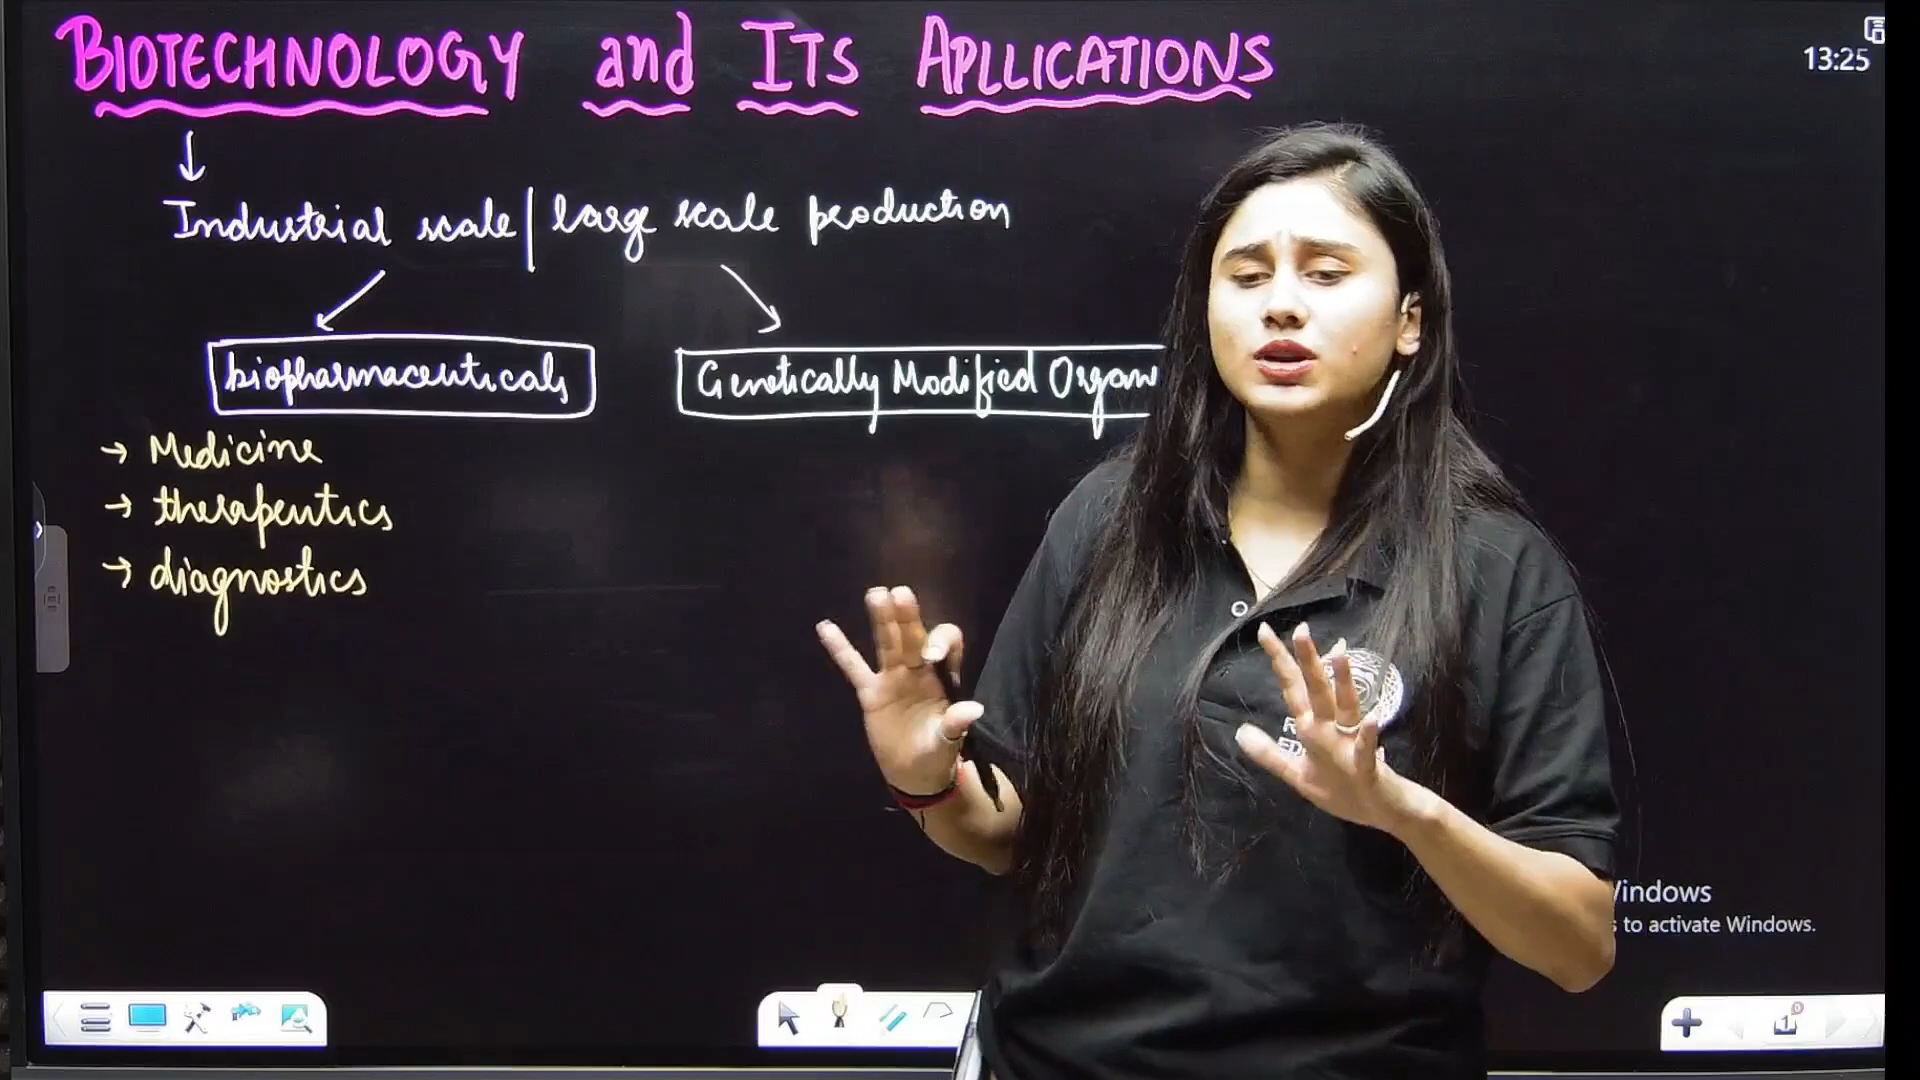 BIOTECHNOLOGY and ITS APLLICATIONS
13:25
↓
Industrial scale | large scale production
biopharmaceuticals
Genetically Modified Organ
→ Medicine
→ therapeutics
→ diagnostics
Windows
to activate Windows.
1